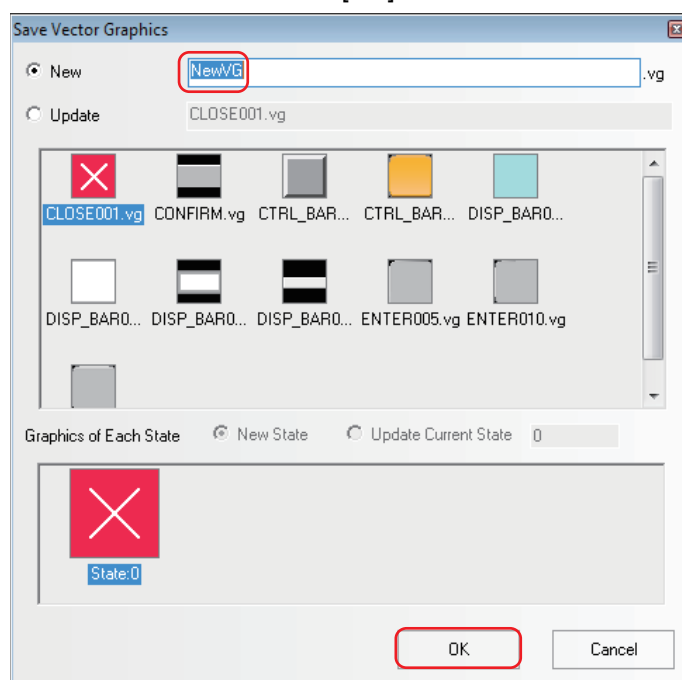 Save Vector Graphics
New NewVG .vg
Update CLOSE001.vg
CLOSE001.vg CONFIRM.vg CTRL_BAR... CTRL_BAR... DISP_BAR0...
DISP_BAR0... DISP_BAR0... DISP_BAR0... ENTER005.vg ENTER010.vg
Graphics of Each State New State Update Current State 0
State:0
OK Cancel